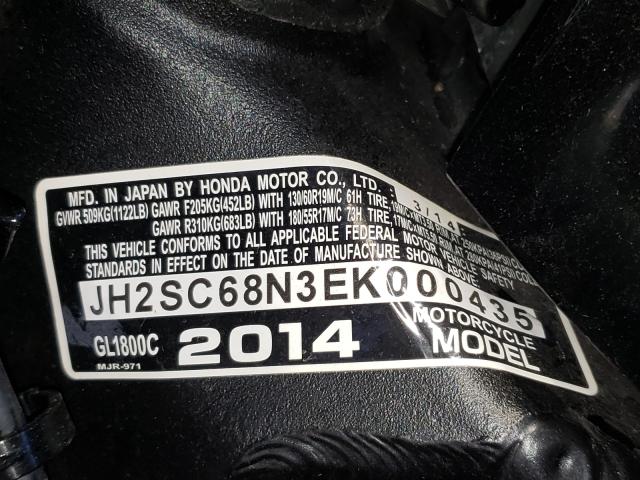 MFD. IN JAPAN BY HONDA MOTOR CO., LTD. 3/14
GVWR 509KG(1122LB) GAWR F205KG(452LB) WITH 130/60R19M/C 61H TIRE,
GAWR R310KG(683LB) WITH 180/55R17M/C 73H TIRE,
THIS VEHICLE CONFORMS TO ALL APPLICABLE FEDERAL MOTOR VEHICLE SAFETY
STANDARDS IN EFFECT ON THE DATE OF MANUFACTURE SHOWN ABOVE.
JH2SC68N3EK000435
GL1800C 2014 MOTORCYCLE MODEL
MJR-971